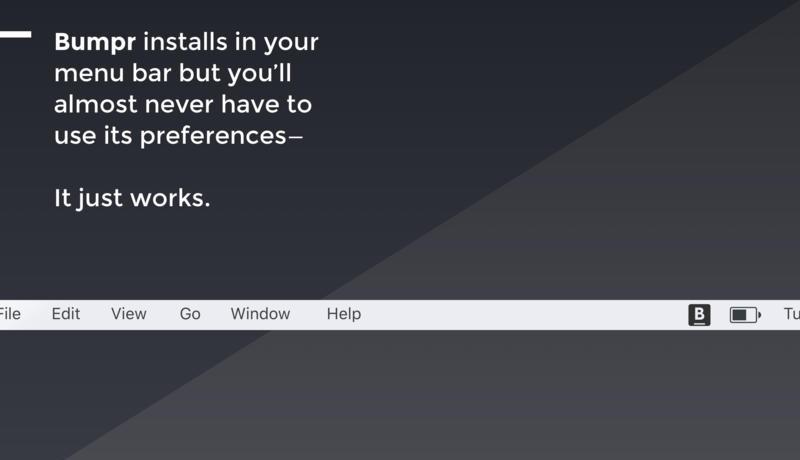 Bumpr installs in your
menu bar but you’ll
almost never have to
use its preferences—
It just works.
File Edit View Go Window Help B Tu